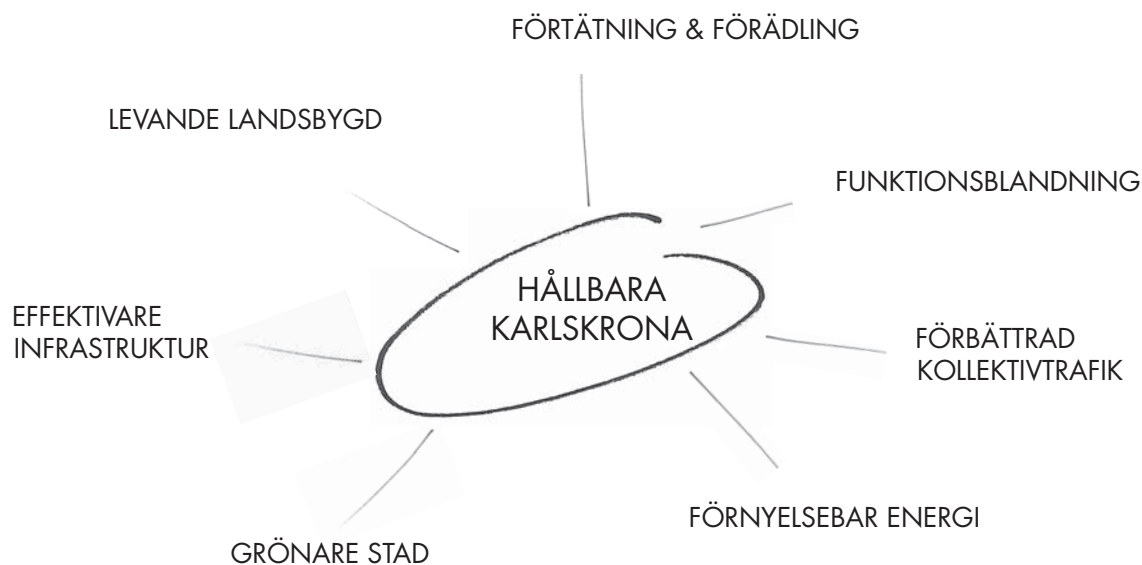 FÖRTÄTNING & FÖRÄDLING
LEVANDE LANDSBYGD
FUNKTIONSBLANDNING
HÅLLBARA
KARLSKRONA
EFFEKTIVARE
INFRASTRUKTUR
FÖRBÄTTRAD
KOLLEKTIVTRAFIK
FÖRNYELSEBAR ENERGI
GRÖNARE STAD